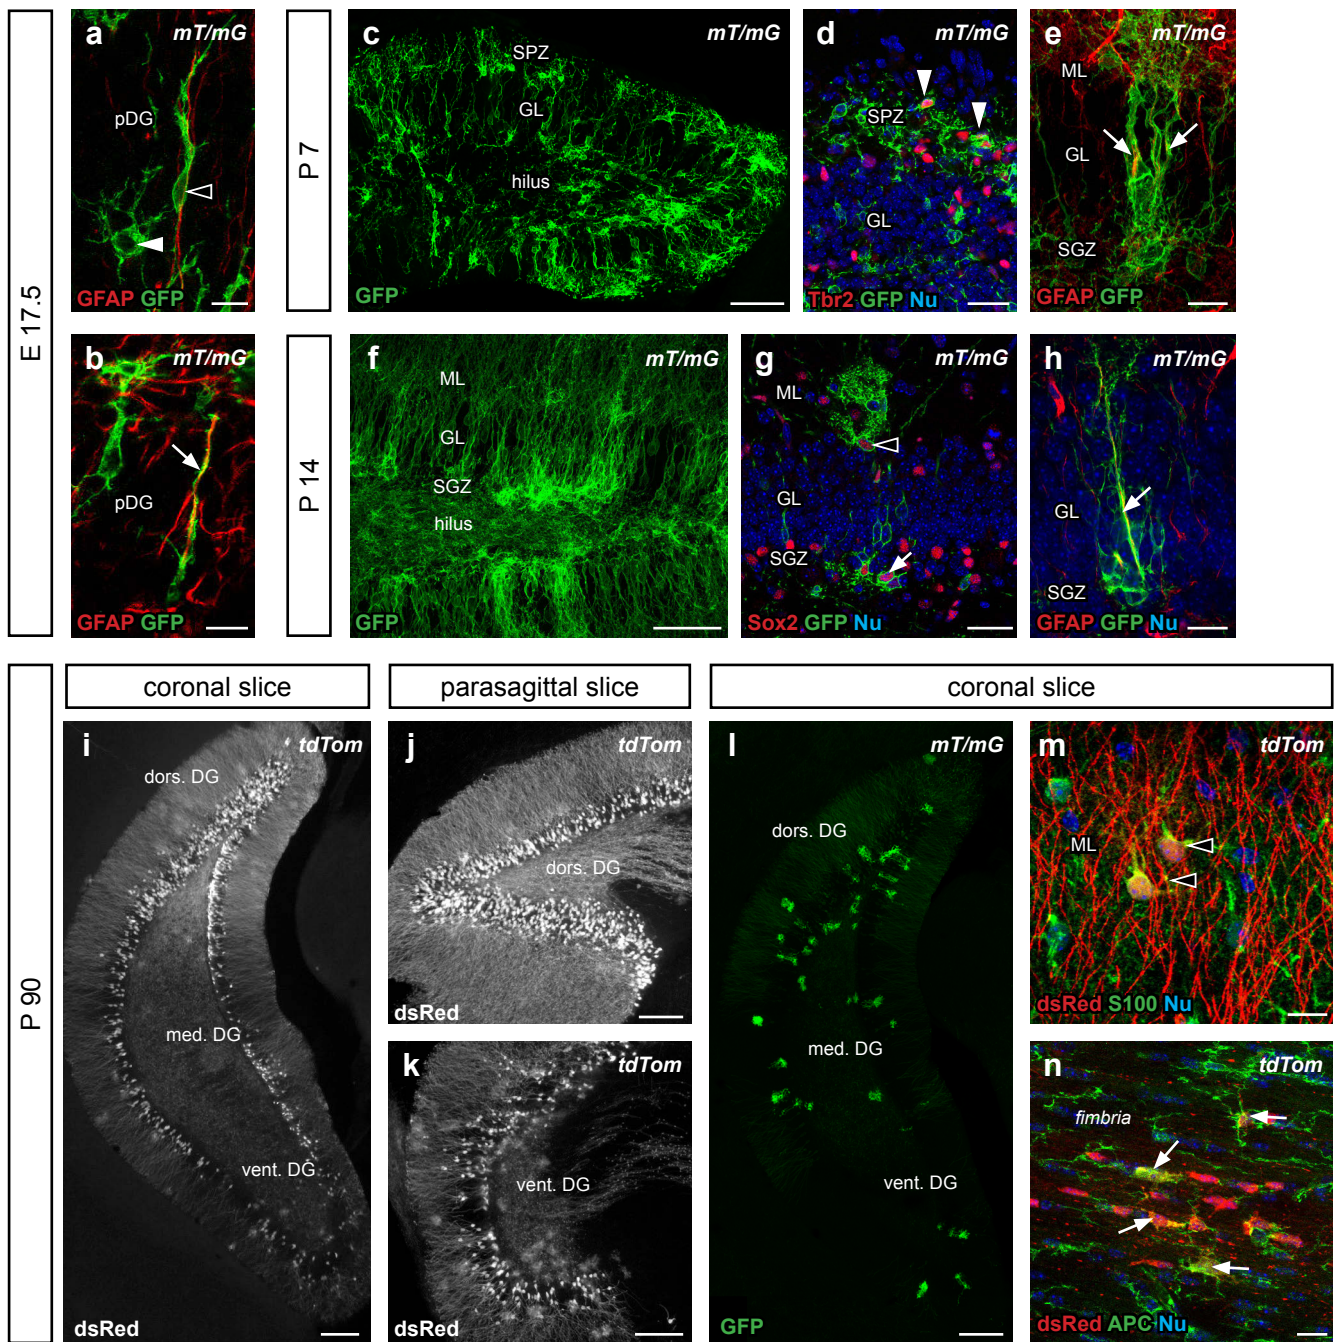 E 17.5
a
mT/mG
pDG
GFAP GFP
b
mT/mG
pDG
GFAP GFP
P 7
c
mT/mG
SPZ
GL
hilus
GFP
d
mT/mG
SPZ
GL
Tbr2 GFP Nu
e
mT/mG
ML
GL
SGZ
GFAP GFP
P 14
f
mT/mG
ML
GL
SGZ
hilus
GFP
g
mT/mG
ML
GL
SGZ
Sox2 GFP Nu
h
mT/mG
GL
SGZ
GFAP GFP Nu
P 90
coronal slice
i
tdTom
dors. DG
med. DG
vent. DG
dsRed
parasagittal slice
j
tdTom
dors. DG
dsRed
k
tdTom
vent. DG
dsRed
coronal slice
l
mT/mG
dors. DG
med. DG
vent. DG
GFP
m
tdTom
ML
dsRed S100 Nu
n
tdTom
fimbria
dsRed APC Nu